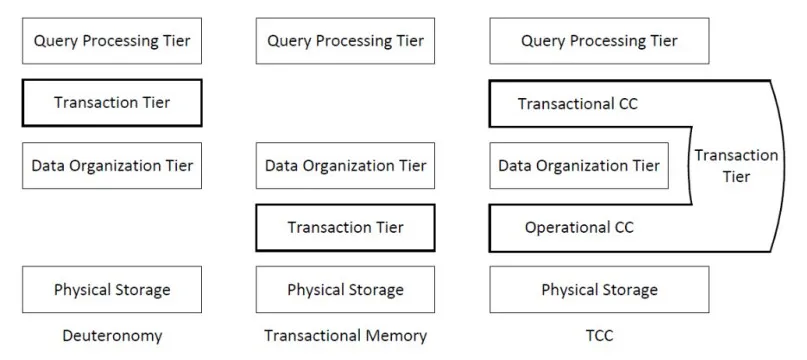 Query Processing Tier
Transaction Tier
Data Organization Tier
Physical Storage
Deuteronomy
Query Processing Tier
Data Organization Tier
Transaction Tier
Physical Storage
Transactional Memory
Query Processing Tier
Transactional CC
Data Organization Tier
Transaction
Tier
Operational CC
Physical Storage
TCC